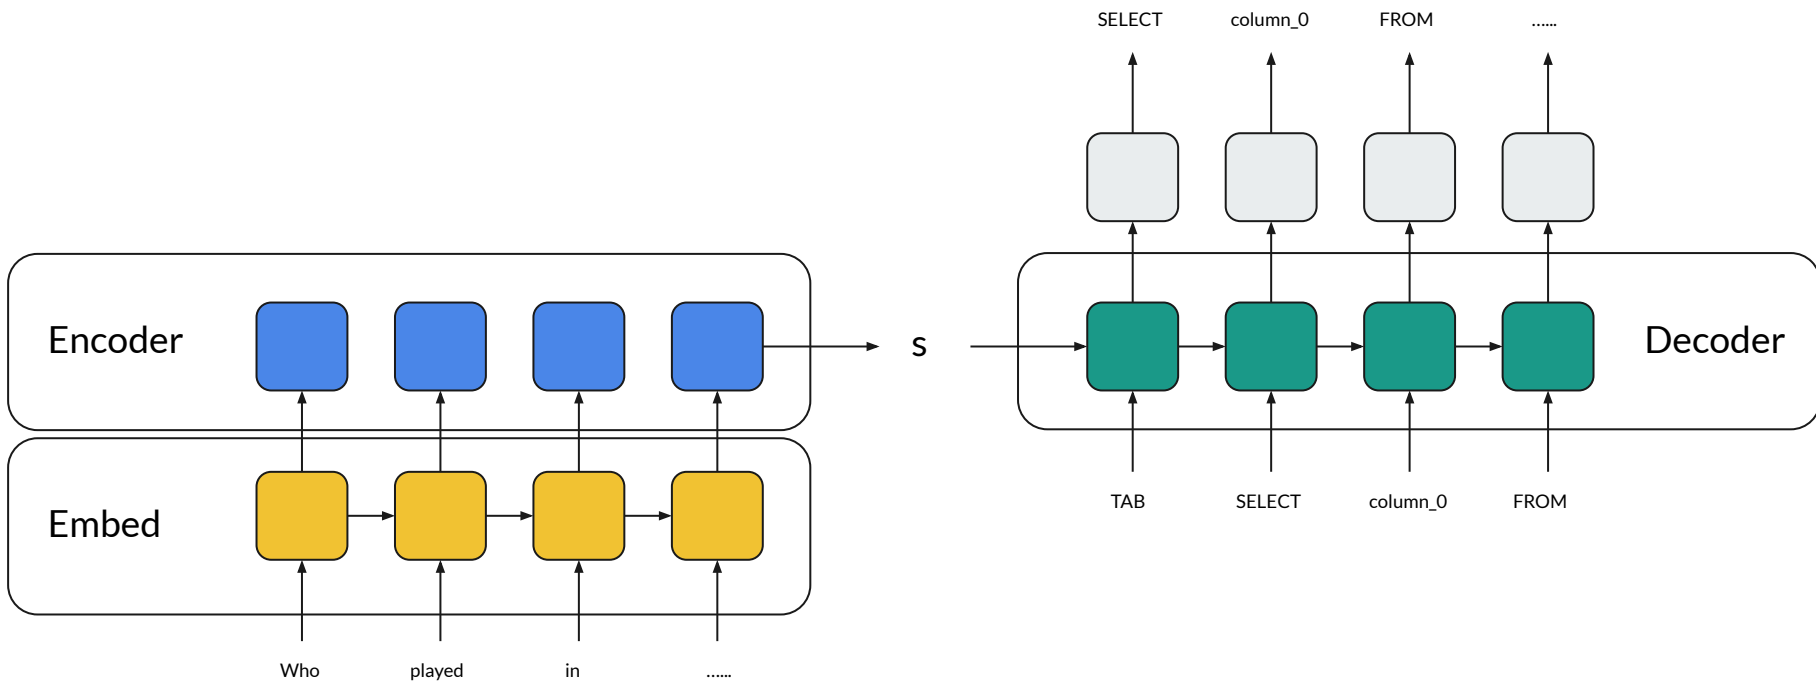 SELECT column_0 FROM ......
Encoder
s
Decoder
Embed
TAB SELECT column_0 FROM
Who played in ......